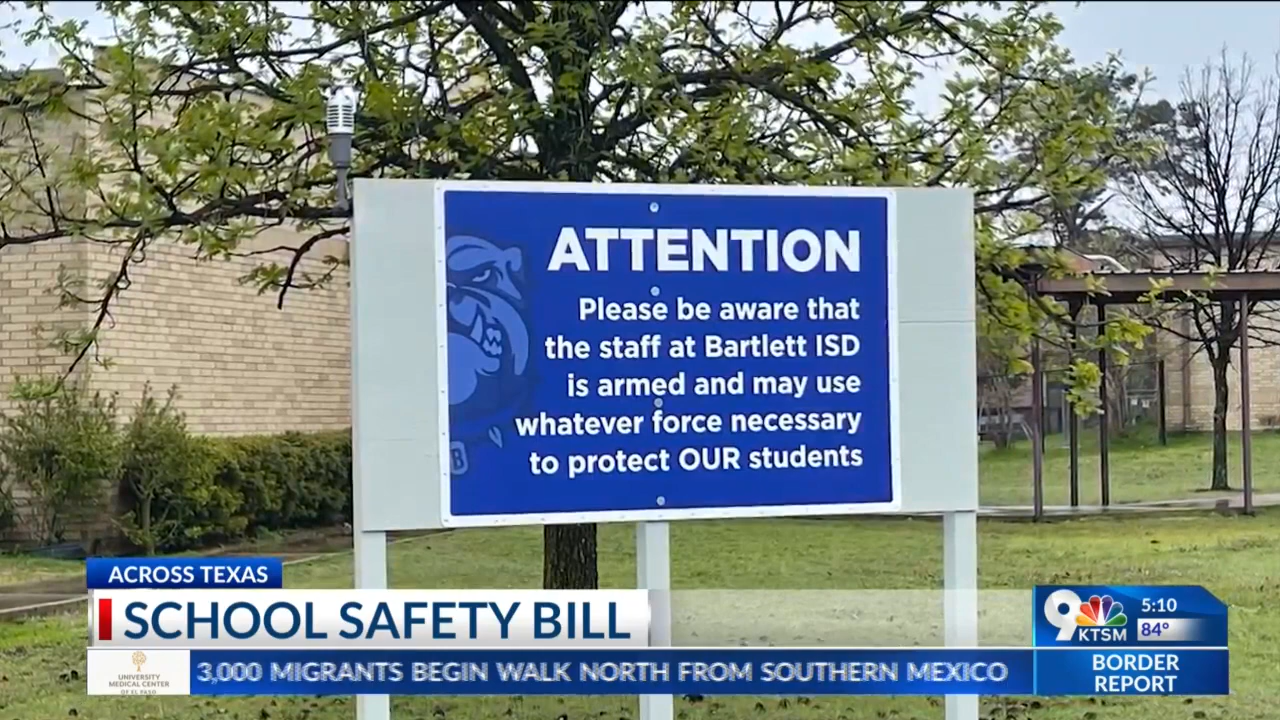 ATTENTION
Please be aware that
the staff at Bartlett ISD
is armed and may use
whatever force necessary
to protect OUR students
B
ACROSS TEXAS
SCHOOL SAFETY BILL
9
KTSM
5:10
84°
UNIVERSITY
MEDICAL CENTER
OF EL PASO
3,000 MIGRANTS BEGIN WALK NORTH FROM SOUTHERN MEXICO
BORDER
REPORT